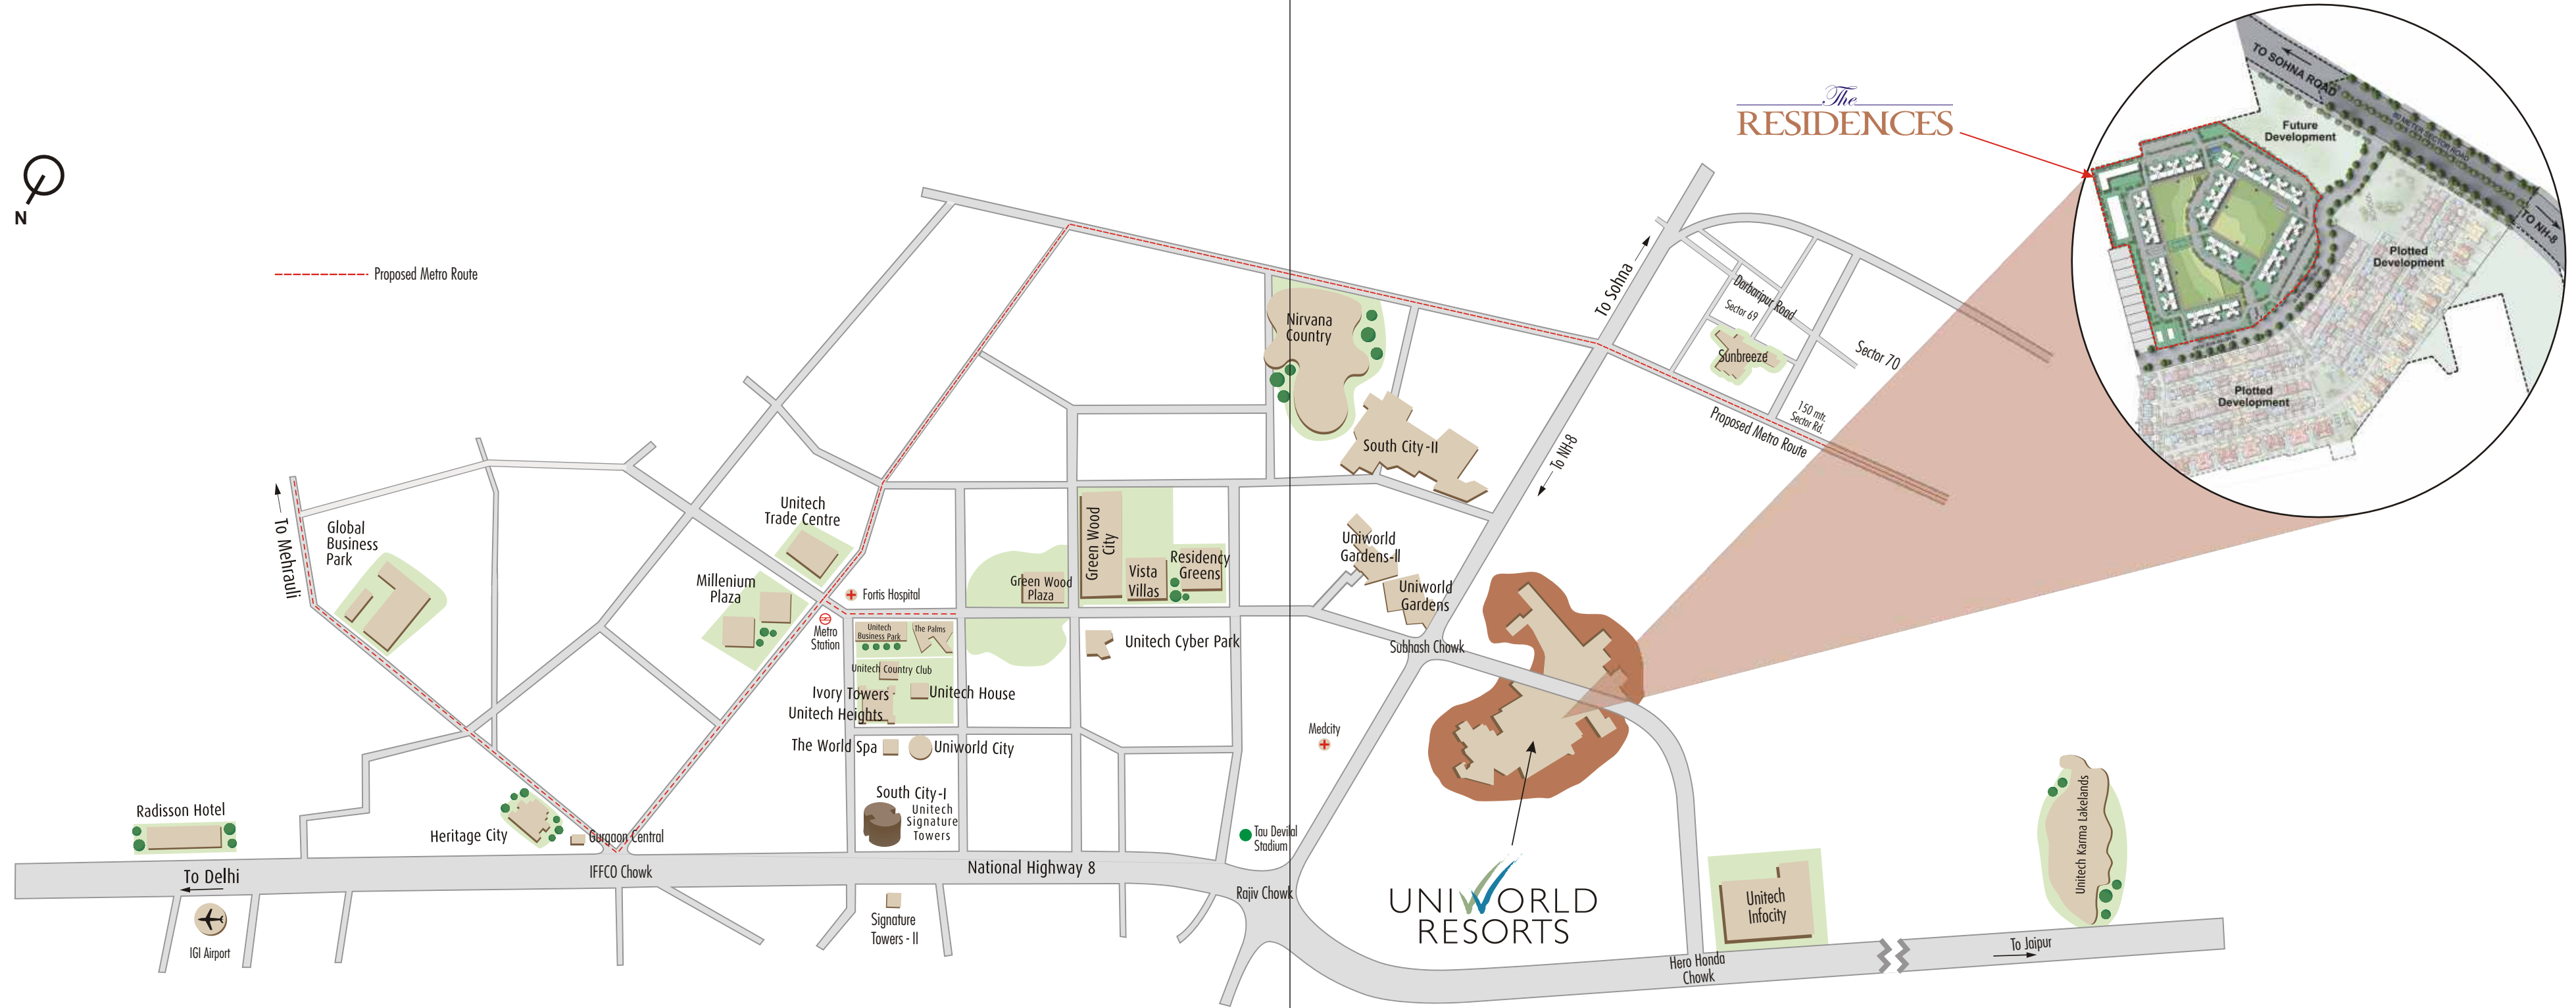 The
RESIDENCES
TO SOHNA ROAD
80 METER SECTOR ROAD
TO NH-8
Future
Development
Plotted
Development
Plotted
Development
N
Proposed Metro Route
To Sohna
Darbaripur Road
Sector 69
Sunbreeze
Sector 70
150 mtr.
Sector Rd.
Proposed Metro Route
To NH-8
Nirvana
Country
South City-II
To Mehrauli
Global
Business
Park
Unitech
Trade Centre
Millenium
Plaza
Fortis Hospital
Metro
Station
Green Wood
City
Green Wood
Plaza
Vista
Villas
Residency
Greens
Uniworld
Gardens-II
Uniworld
Gardens
Subhash Chowk
Unitech
Business Park
The Palms
Unitech Cyber Park
Unitech Country Club
Ivory Towers
Unitech House
Unitech Heights
The World Spa
Uniworld City
Medcity
South City-I
Unitech
Signature
Towers
Radisson Hotel
Heritage City
Gurgaon Central
Tau Devilal
Stadium
To Delhi
IFFCO Chowk
National Highway 8
Rajiv Chowk
IGI Airport
Signature
Towers - II
UNIWORLD
RESORTS
Unitech
Infocity
Unitech Karma Lakelands
Hero Honda
Chowk
To Jaipur